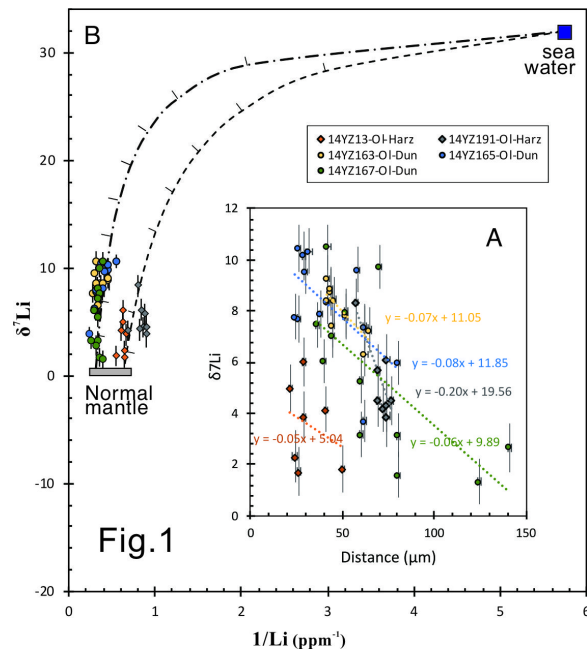 B
sea
water
14YZ13-Ol-Harz
14YZ191-Ol-Harz
14YZ163-Ol-Dun
14YZ165-Ol-Dun
14YZ167-Ol-Dun
A
12
10
8
6
4
2
0
δ7Li
y = -0.07x + 11.05
y = -0.08x + 11.85
y = -0.20x + 19.56
y = -0.06x + 9.89
y = -0.05x + 5.04
0
50
100
150
Distance (μm)
Normal
mantle
Fig.1
30
20
10
0
-10
-20
δ⁷Li
0
1
2
3
4
5
6
1/Li (ppm⁻¹)